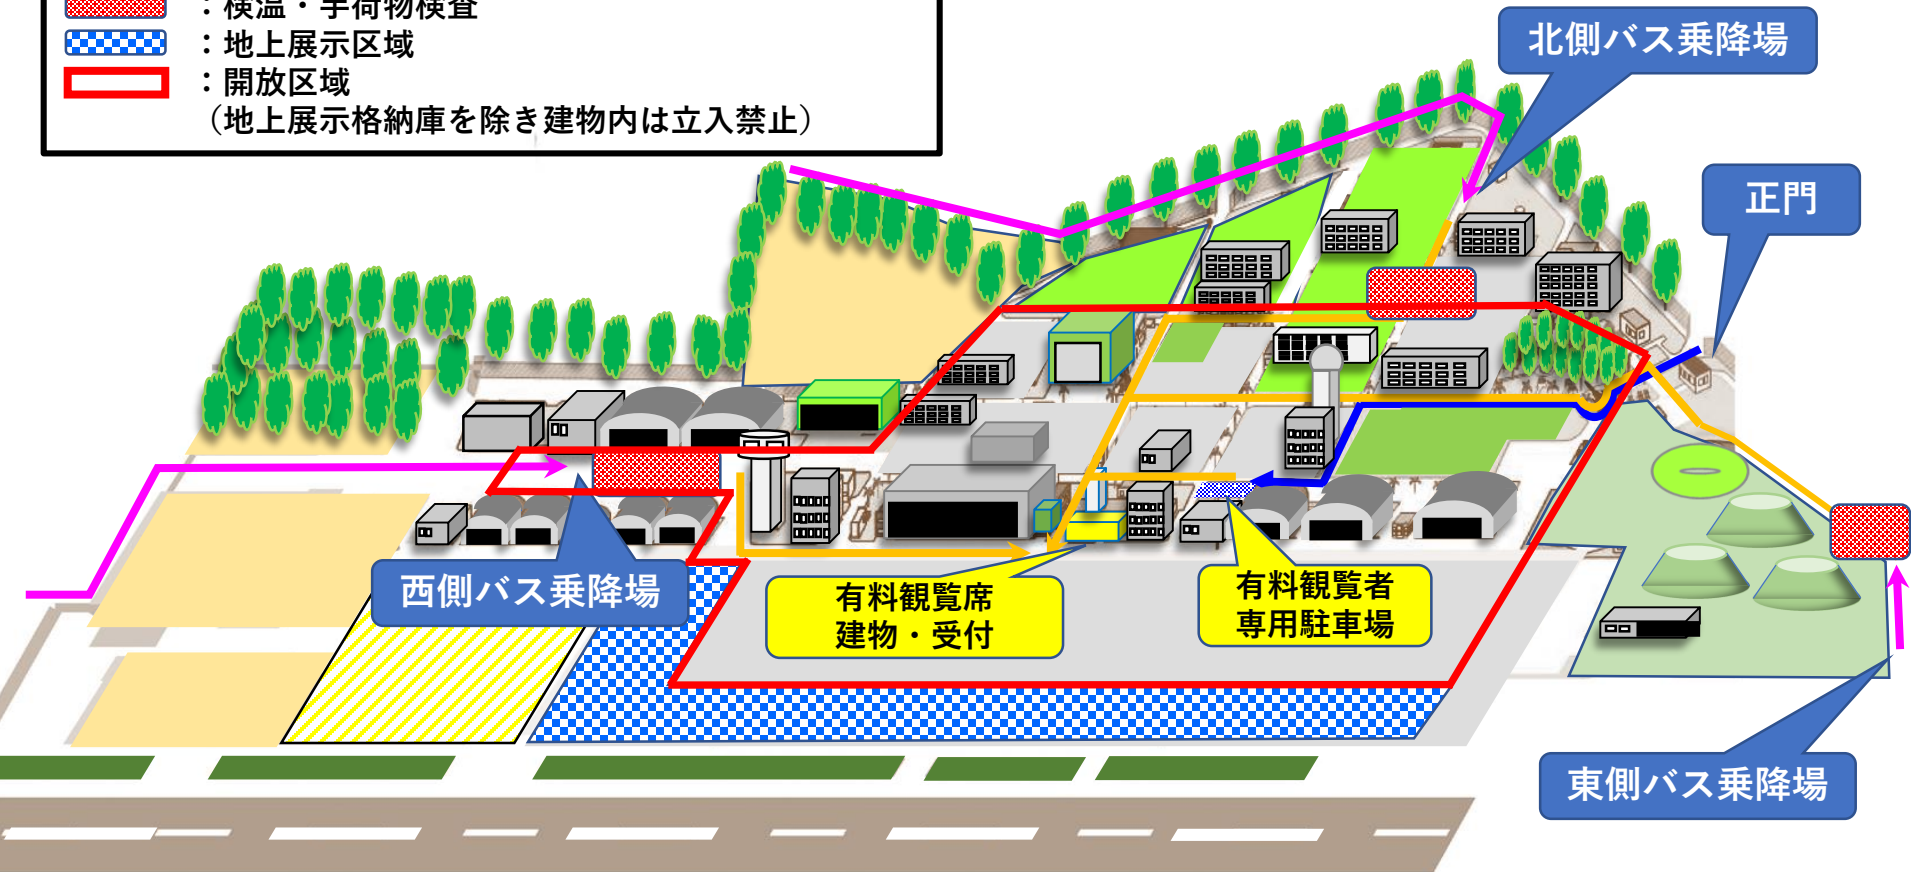 ：検温・手荷物検査
：地上展示区域
：開放区域
（地上展示格納庫を除き建物内は立入禁止）
北側バス乗降場
正門
西側バス乗降場
有料観覧席
建物・受付
有料観覧者
専用駐車場
東側バス乗降場